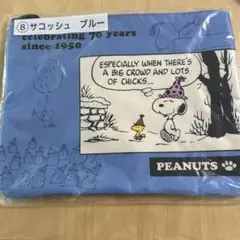 ⑧サコッシュ ブルー
celebrating 70 years
since 1950
ESPECIALLY WHEN THERE'S
A BIG CROWD AND LOTS
OF CHICKS...
PEANUTS